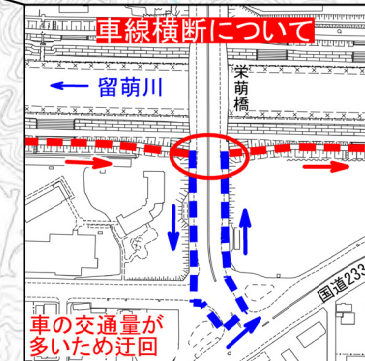 車線横断について
← 留萌川
栄萌橋
国道233
車の交通量が
多いため迂回